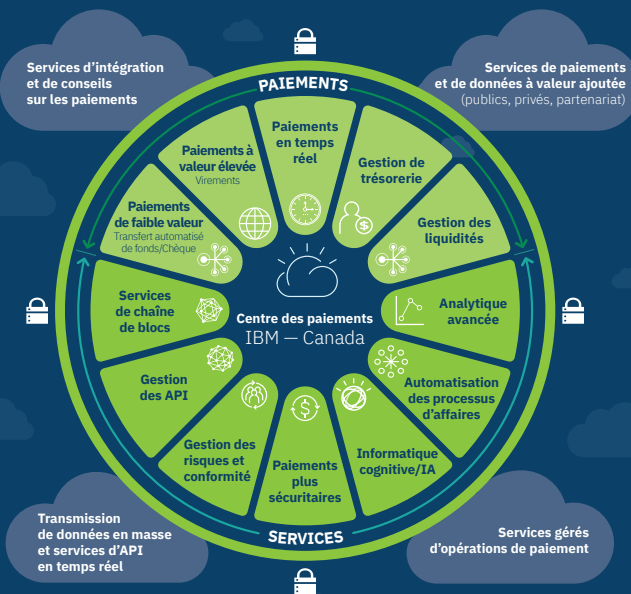 Services d’intégration
et de conseils
sur les paiements
Services de paiements
et de données à valeur ajoutée
(publics, privés, partenariat)
PAIEMENTS
Paiements
en temps
réel
Paiements à
valeur élevée
Virements
Gestion de
trésorerie
Paiements
de faible valeur
Transfert automatisé
de fonds/Chèque
Gestion des
liquidités
Services
de chaîne
de blocs
Centre des paiements
IBM — Canada
Analytique
avancée
Gestion
des API
Automatisation
des processus
d’affaires
Gestion des
risques et
conformité
Paiements
plus
sécuritaires
Informatique
cognitive/IA
SERVICES
Transmission
de données en masse
et services d’API
en temps réel
Services gérés
d’opérations de paiement